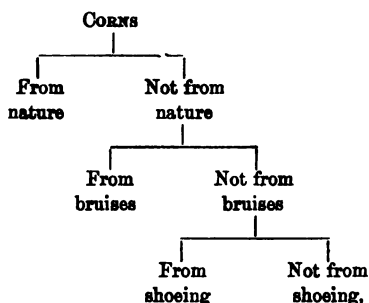 CORNS
From Not from
nature nature
From Not from
bruises bruises
From Not from
shoeing shoeing,